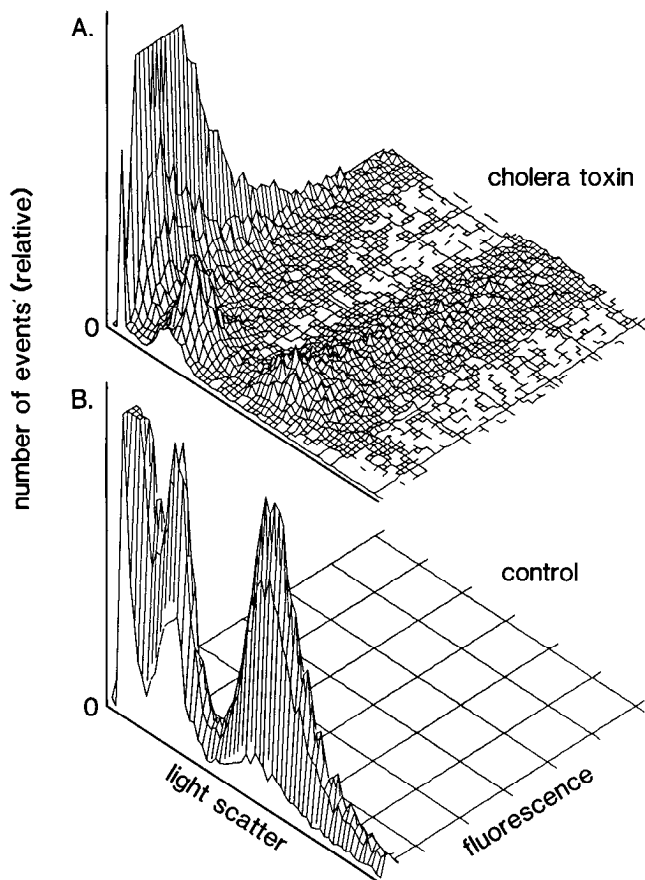 A.
cholera toxin
number of events (relative)
0
B.
control
0
light scatter
fluorescence